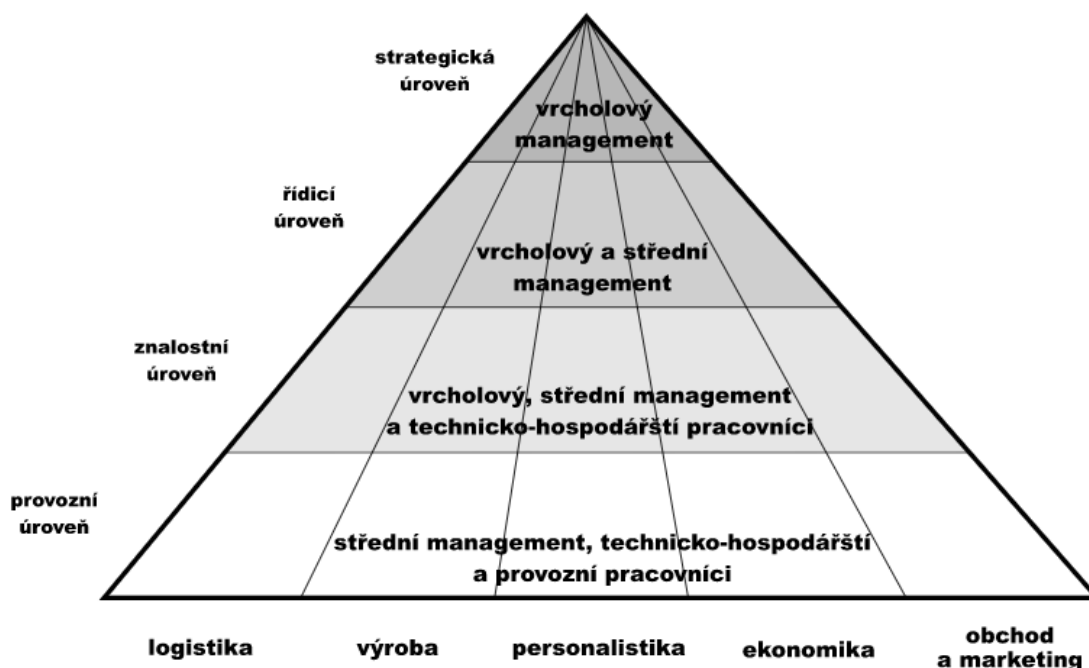 strategická
úroveň
vrcholový
management
řídicí
úroveň
vrcholový a střední
management
znalostní
úroveň
vrcholový, střední management
a technicko-hospodářští pracovníci
provozní
úroveň
střední management, technicko-hospodářští
a provozní pracovníci
logistika
výroba
personalistika
ekonomika
obchod
a marketing